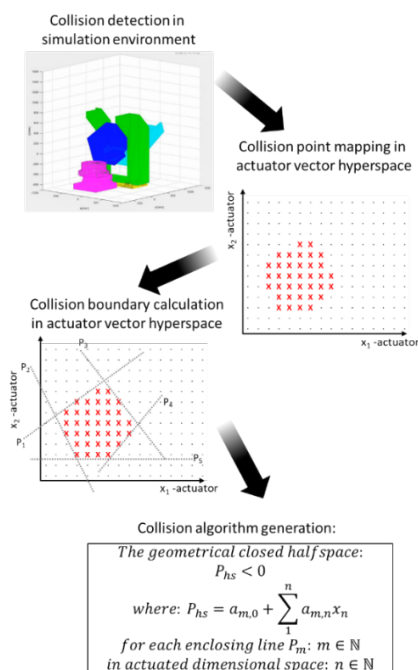 Collision detection in
simulation environment
Collision point mapping in
actuator vector hyperspace
x₂ -actuator
x₁ -actuator
Collision boundary calculation
in actuator vector hyperspace
P₃
P₂
P₄
P₁
P₅
x₂ -actuator
x₁ -actuator
Collision algorithm generation:
The geometrical closed halfspace:
Pₕₛ < 0
where: Pₕₛ = aₘ,₀ + ∑₁ⁿ aₘ,ₙxₙ
for each enclosing line Pₘ: m ∈ ℕ
in actuated dimensional space: n ∈ ℕ